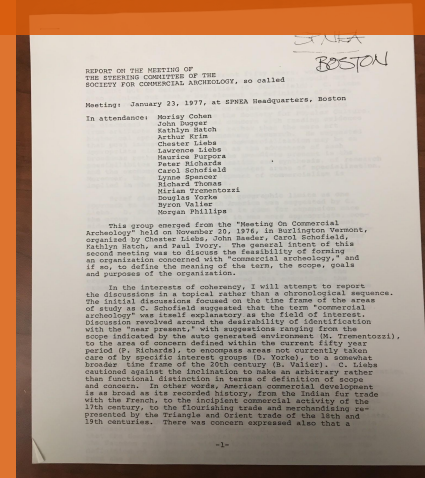 SPNEA
BOSTON
REPORT ON THE MEETING OF
THE STEERING COMMITTEE OF THE
SOCIETY FOR COMMERCIAL ARCHEOLOGY, so called
Meeting: January 23, 1977, at SPNEA Headquarters, Boston
In attendance: Morisy Cohen
John Dugger
Kathlyn Hatch
Arthur Krim
Chester Liebs
Lawrence Liebs
Maurice Purpora
Peter Richards
Carol Schofield
Lynne Spencer
Richard Thomas
Miriam Trementozzi
Douglas Yorke
Byron Valier
Morgan Phillips
This group emerged from the "Meeting On Commercial
Archeology" held on November 20, 1976, in Burlington Vermont,
organized by Chester Liebs, John Baeder, Carol Schofield,
Kathlyn Hatch, and Paul Ivory. The general intent of this
second meeting was to discuss the feasibility of forming
an organization concerned with "commercial archeology," and
if so, to define the meaning of the term, the scope, goals
and purposes of the organization.
In the interests of coherency, I will attempt to report
the discussions in a topical rather than a chronological sequence.
The initial discussions focused on the time frame of the areas
of study as C. Schofield suggested that the term "commercial
archeology" was itself explanatory as the field of interest.
Discussion revolved around the desirability of identification
with the "near present," with suggestions ranging from the
scope indicated by the auto generated environment (M. Trementozzi).
to the area of concern defined within the current fifty year
period (P. Richards), to encompass areas not currently taken
care of by specific interest groups (D. Yorke), to a somewhat
broader time frame of the 20th century (B. Valier). C. Liebs
cautioned against the inclination to make an arbitrary rather
than functional distinction in terms of definition of scope
and concern. In other words, American commercial development
is as broad as its recorded history, from the Indian fur trade
with the French, to the incipient commercial activity of the
17th century, to the flourishing trade and merchandising re-
presented by the Triangle and Orient trade of the 18th and
19th centuries. There was concern expressed also that a
-1-